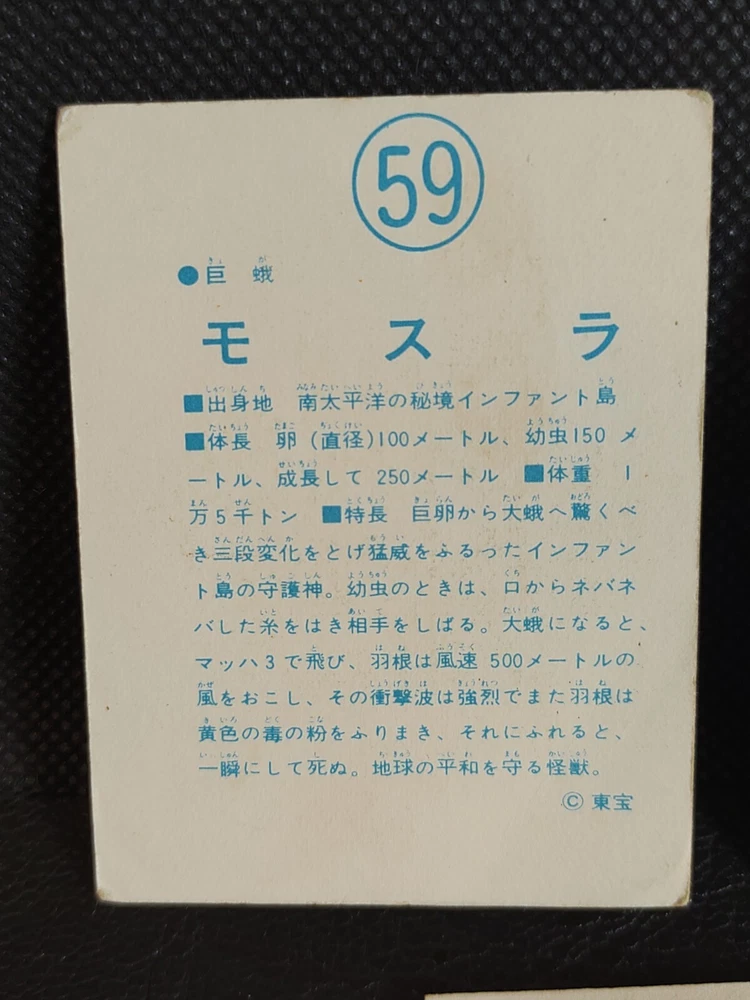 59
●巨蛾
モスラ
■出身地 南太平洋の秘境インファント島
■体長 卵(直径)100メートル、幼虫150メ
ートル、成長して250メートル ■体重 1
万5千トン ■特長 巨卵から大蛾へ驚くべ
き三段変化をとげ猛威をふるったインファン
ト島の守護神。幼虫のときは、口からネバネ
バした糸をはき相手をしばる。大蛾になると、
マッハ3で飛び、羽根は風速500メートルの
風をおこし、その衝撃波は強烈でまた羽根は
黄色の毒の粉をふりまき、それにふれると、
一瞬にして死ぬ。地球の平和を守る怪獣。
© 東宝